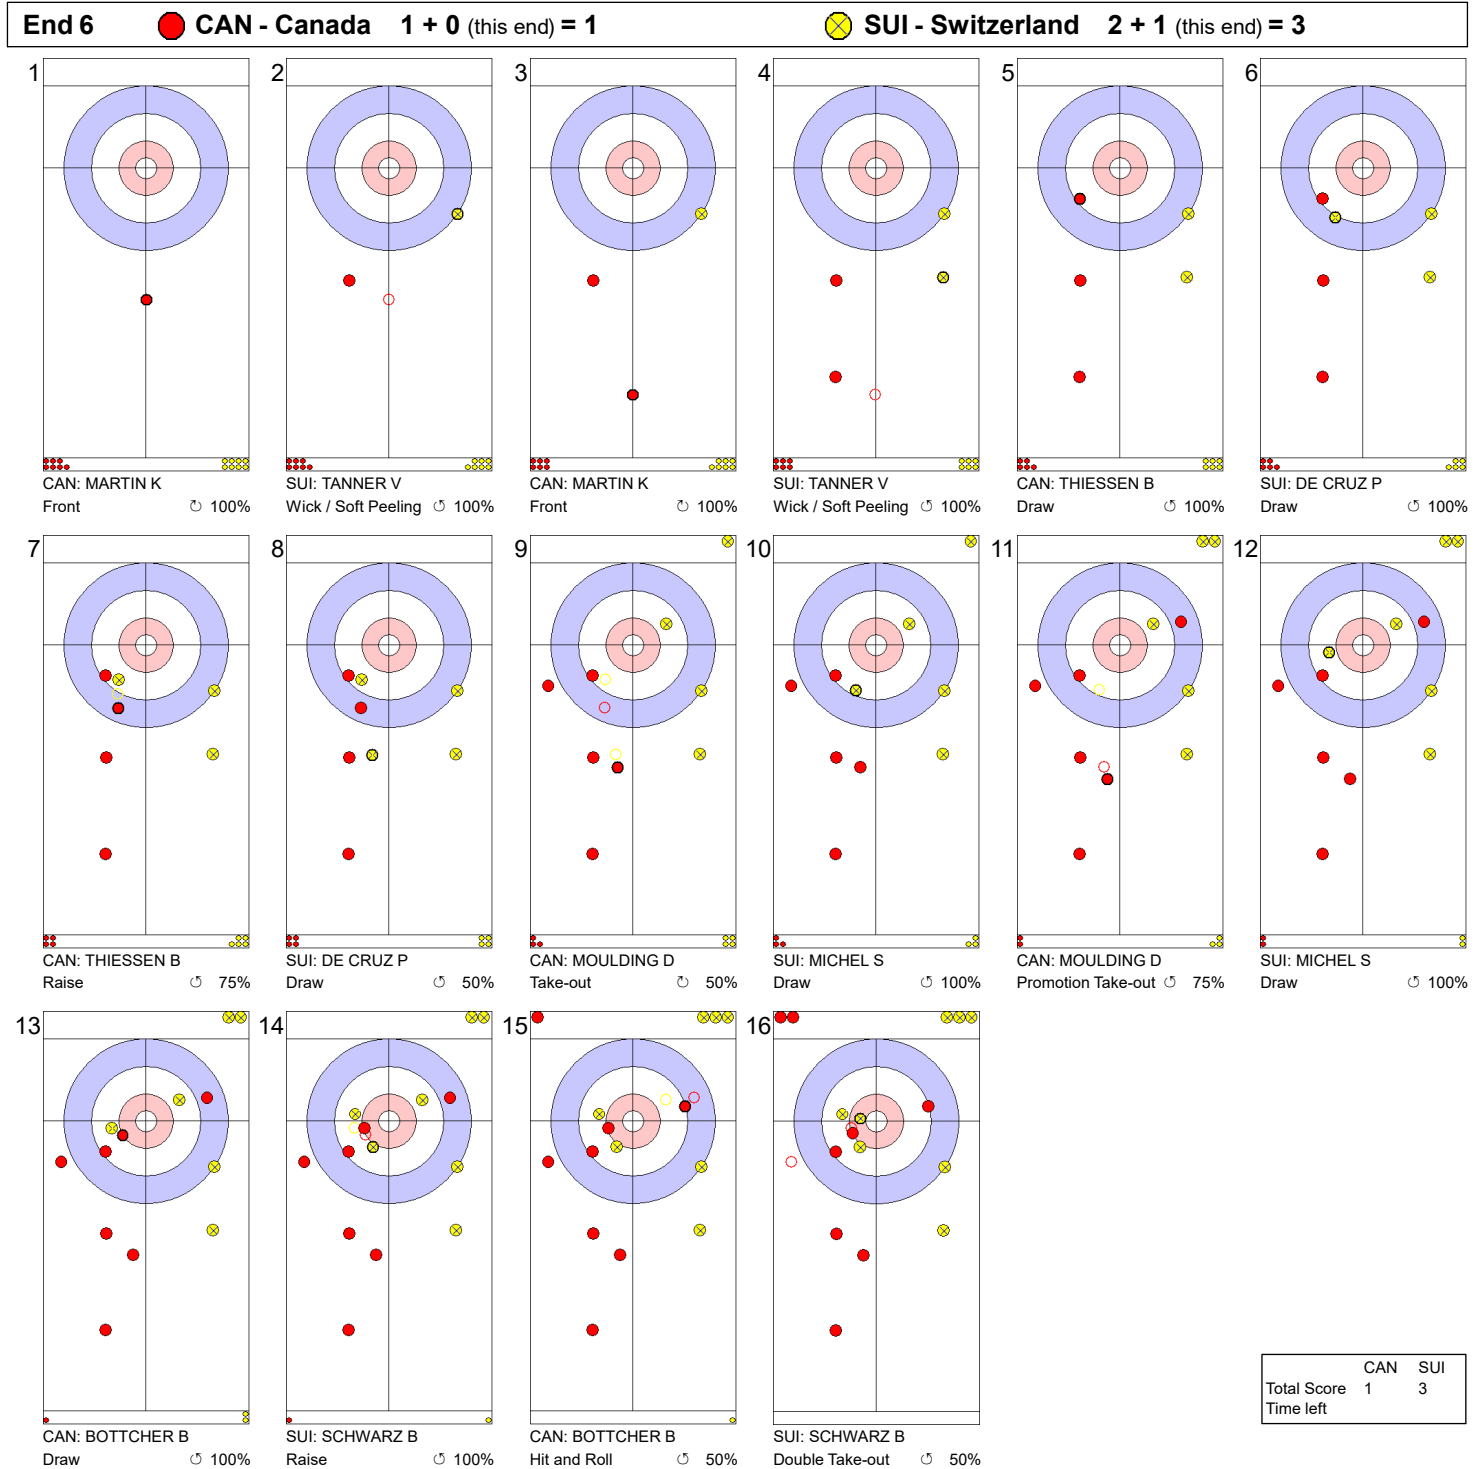 End 6 CAN - Canada 1 + 0 (this end) = 1 SUI - Switzerland 2 + 1 (this end) = 3
1 2 3 4 5 6
CAN: MARTIN K SUI: TANNER V CAN: MARTIN K SUI: TANNER V CAN: THIESSEN B SUI: DE CRUZ P
Front ↻ 100% Wick / Soft Peeling ↺ 100% Front ↻ 100% Wick / Soft Peeling ↺ 100% Draw ↻ 100% Draw ↻ 100%
7 8 9 10 11 12
CAN: THIESSEN B SUI: DE CRUZ P CAN: MOULDING D SUI: MICHEL S CAN: MOULDING D SUI: MICHEL S
Raise ↺ 75% Draw ↺ 50% Take-out ↻ 50% Draw ↺ 100% Promotion Take-out ↺ 75% Draw ↻ 100%
13 14 15 16
CAN: BOTTCHER B SUI: SCHWARZ B CAN: BOTTCHER B SUI: SCHWARZ B
Draw ↺ 100% Raise ↻ 100% Hit and Roll ↺ 50% Double Take-out ↺ 50%
CAN SUI
Total Score 1 3
Time left